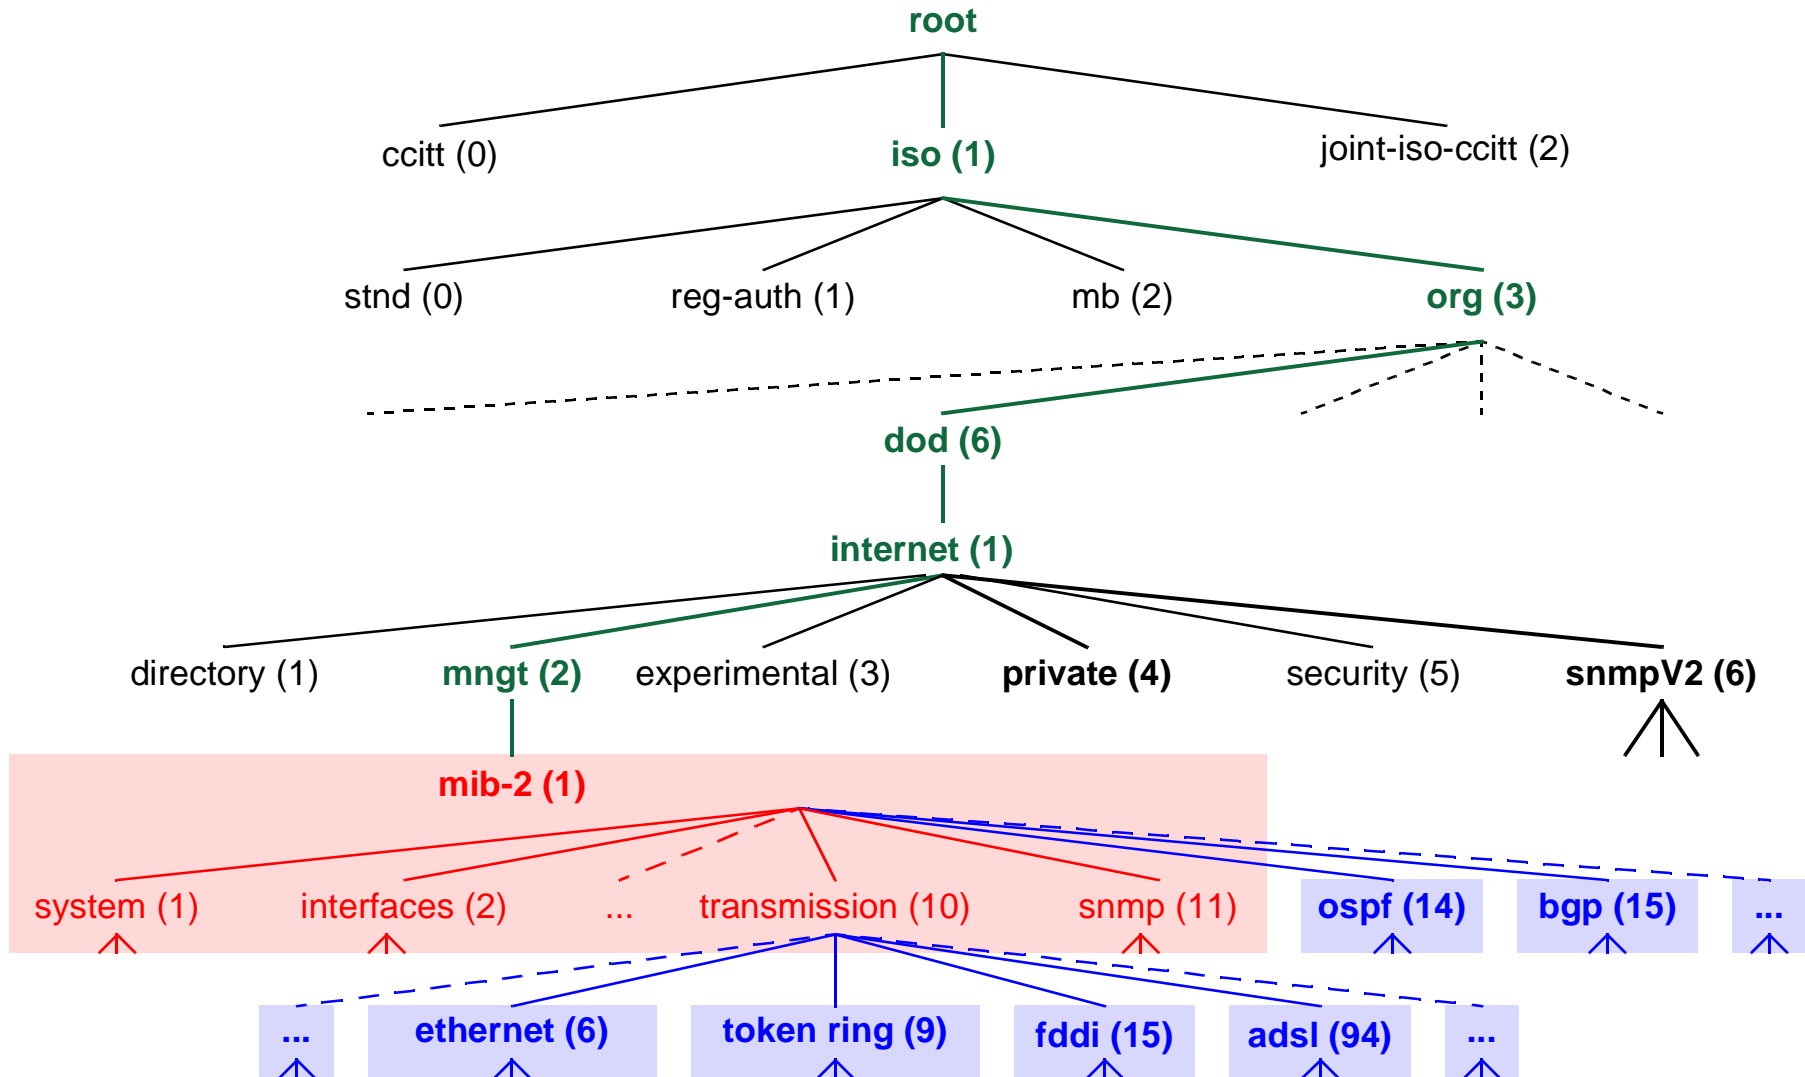 root
ccitt (0) iso (1) joint-iso-ccitt (2)
stnd (0) reg-auth (1) mb (2) org (3)
dod (6)
internet (1)
directory (1) mngt (2) experimental (3) private (4) security (5) snmpV2 (6)
mib-2 (1)
system (1) interfaces (2) ... transmission (10) snmp (11) ospf (14) bgp (15) ...
... ethernet (6) token ring (9) fddi (15) adsl (94) ...